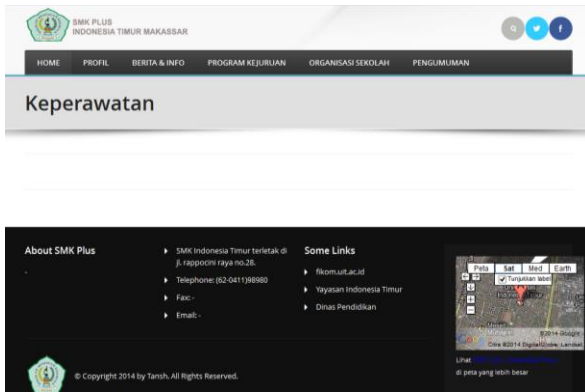 SMK PLUS
INDONESIA TIMUR MAKASSAR
HOME PROFIL BERITA & INFO PROGRAM KEJURUAN ORGANISASI SEKOLAH PENGUMUMAN
Keperawatan
About SMK Plus
-
SMK Indonesia Timur terletak di
jl. rappocini raya no.28.
Telephone: (62-0411)98980
Fax: -
Email: -
Some Links
fikom.uit.ac.id
Yayasan Indonesia Timur
Dinas Pendidikan
Peta Sat Med Earth
Tunjukkan label
©2014 Google
Lihat
di peta yang lebih besar
© Copyright 2014 by Tansh. All Rights Reserved.